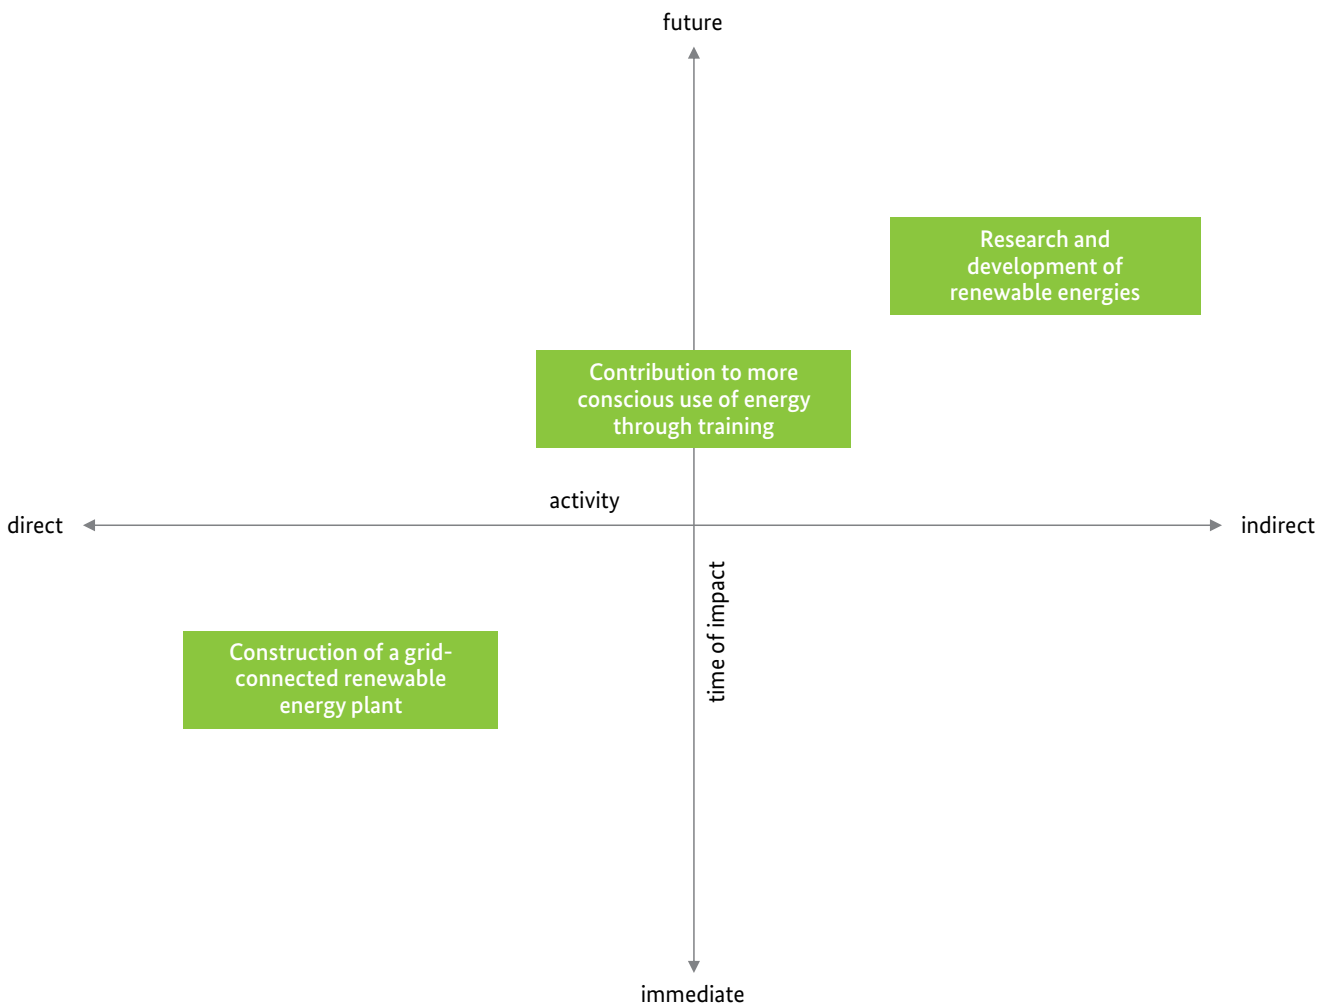 future
Research and
development of
renewable energies
Contribution to more
conscious use of energy
through training
activity
direct
indirect
time of impact
Construction of a grid-
connected renewable
energy plant
immediate